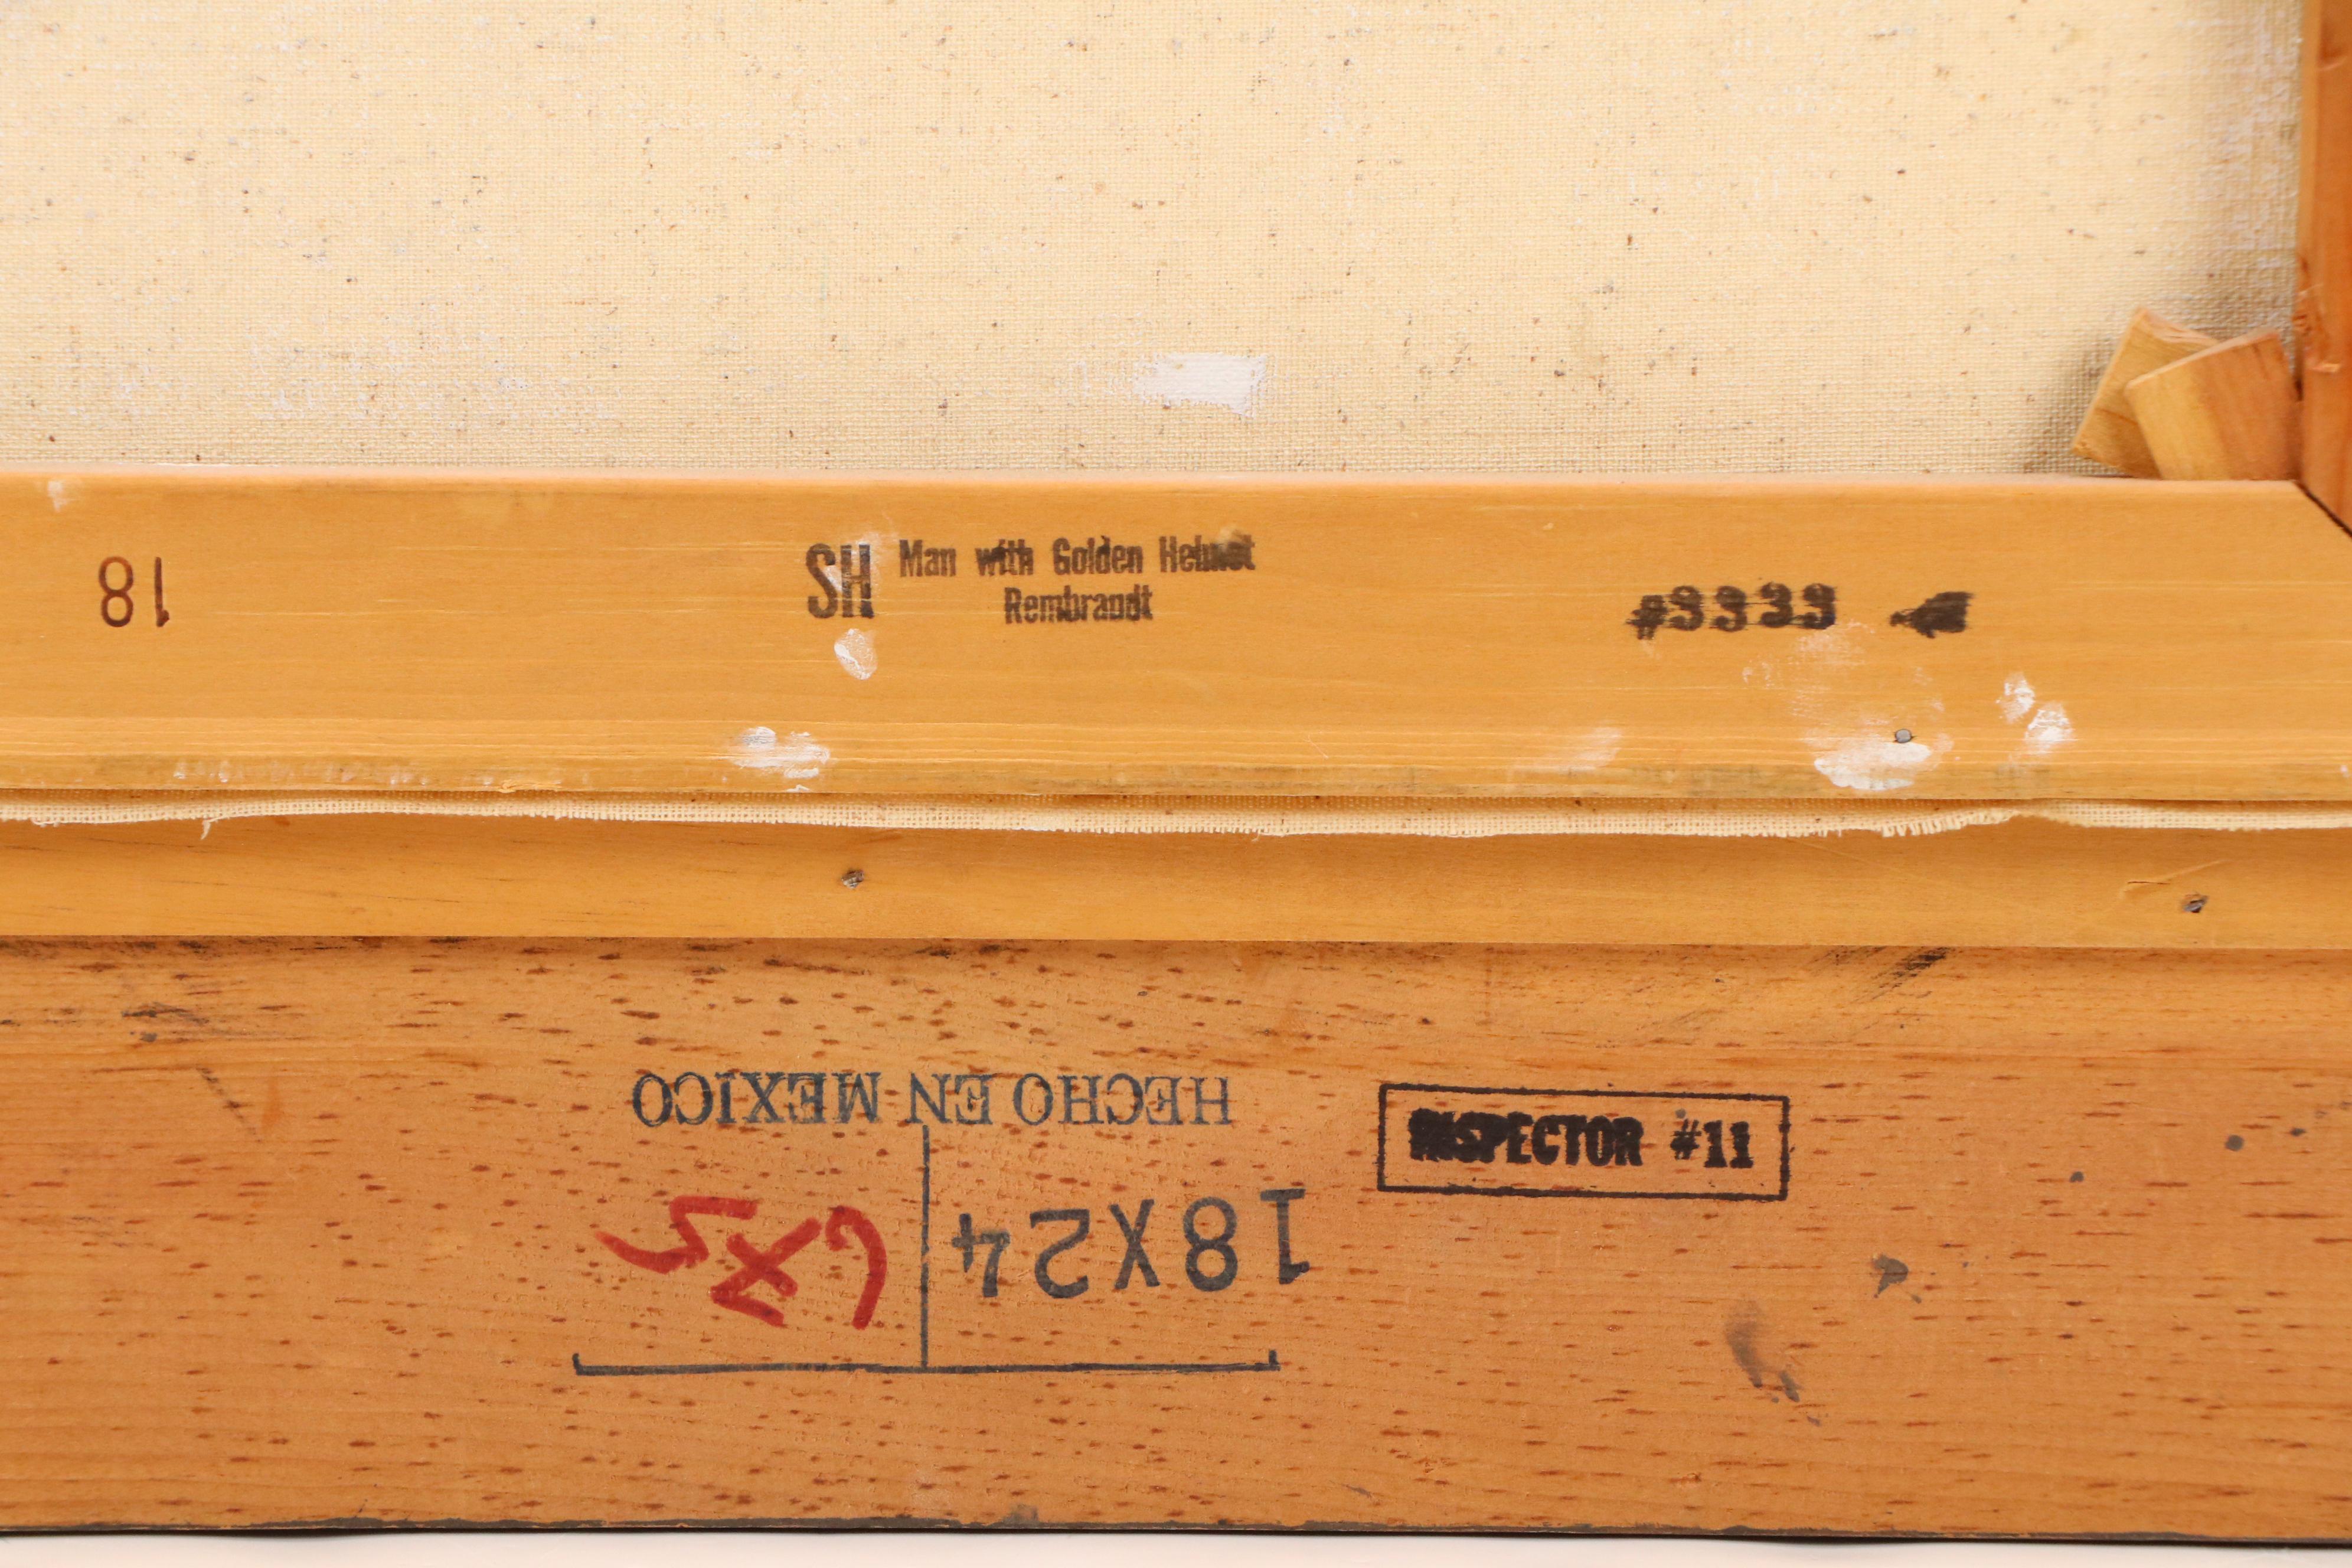 18
SH Man with Golden Helmet
Rembrandt
#3333
HECHO EN MEXICO
INSPECTOR #11
18X24